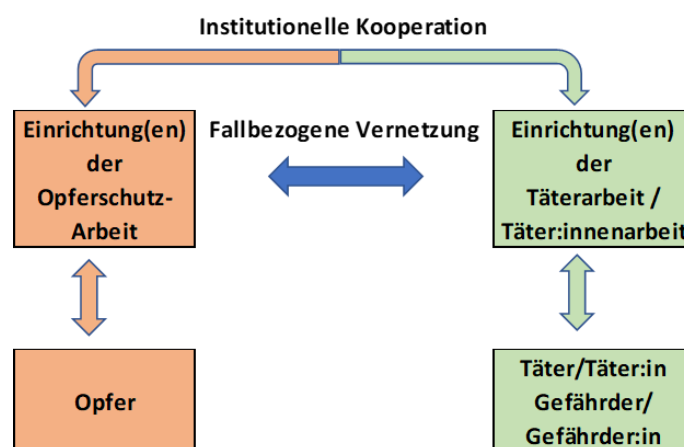 Institutionelle Kooperation
Einrichtung(en)
der
Opferschutz-
Arbeit
Fallbezogene Vernetzung
Einrichtung(en)
der
Täterarbeit /
Täter:innenarbeit
Opfer
Täter/Täter:in
Gefährder/
Gefährder:in